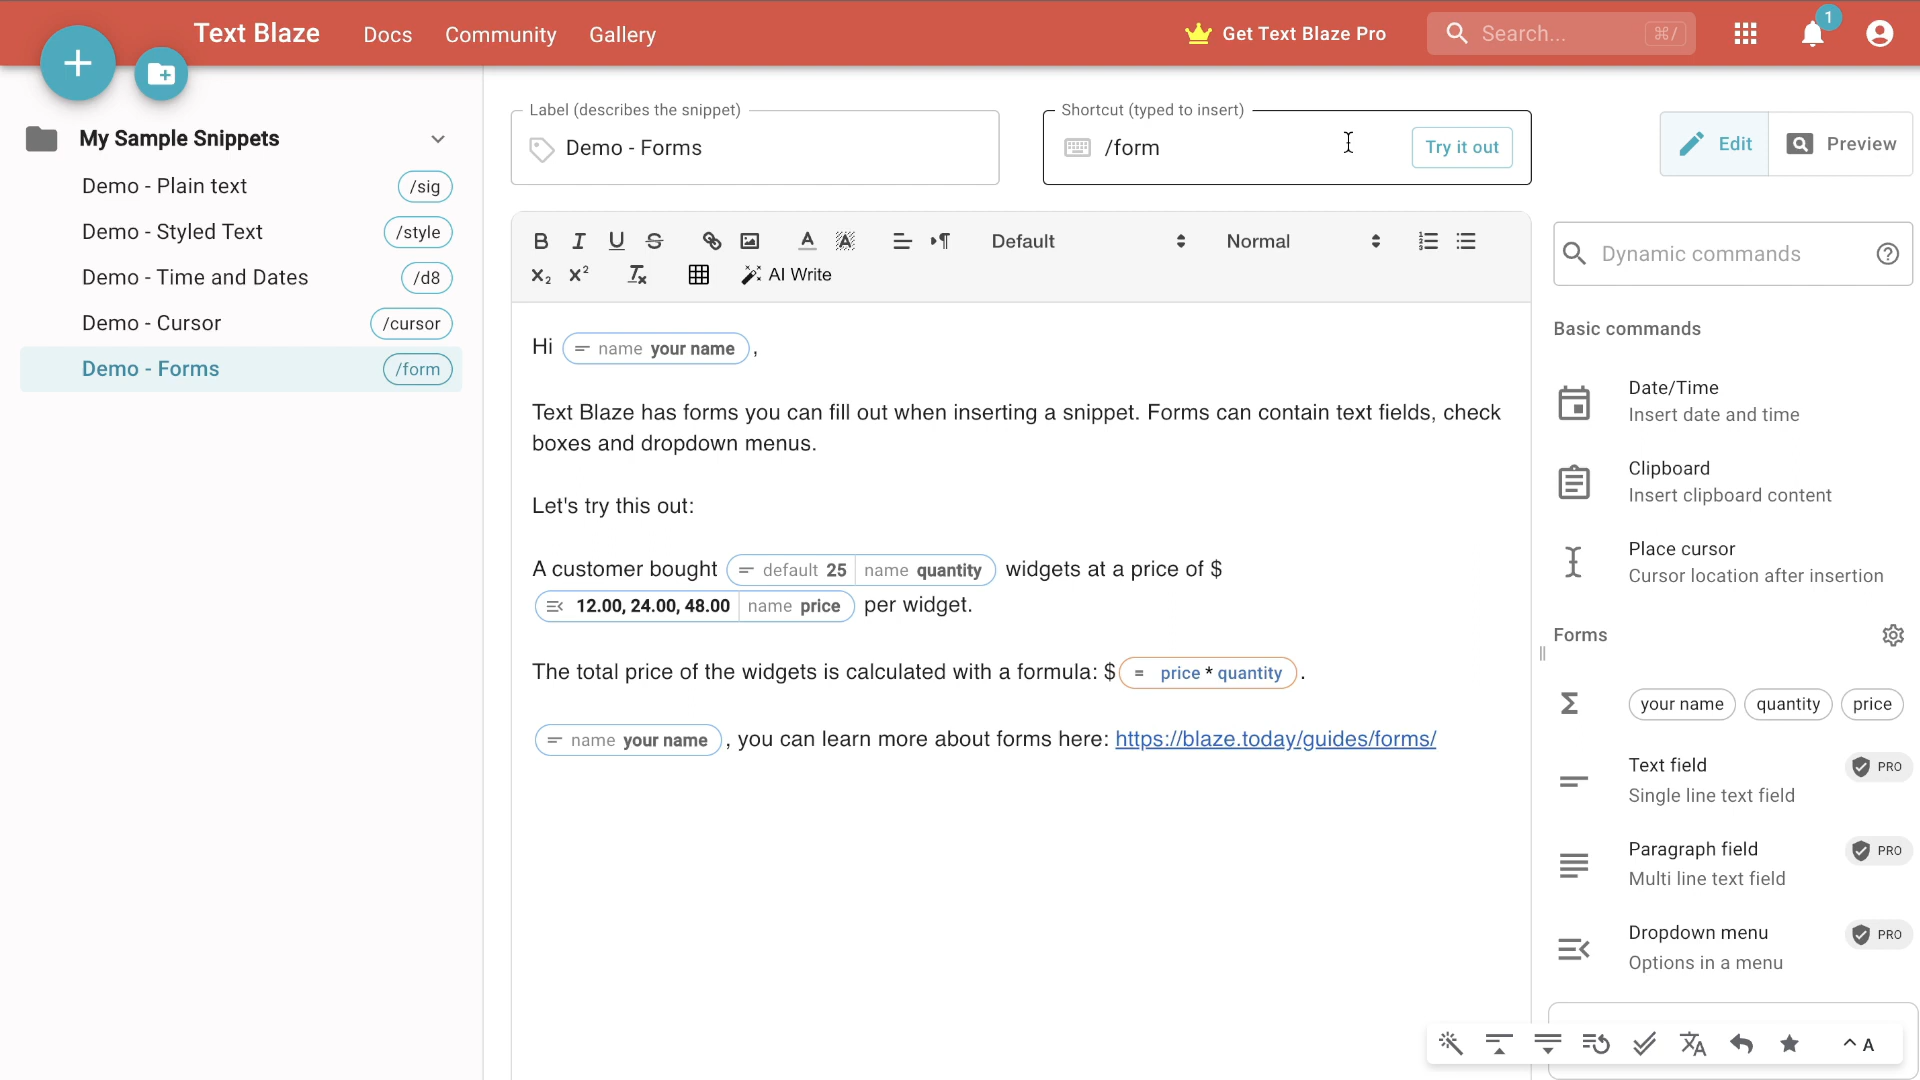 Text Blaze
Docs
Community
Gallery
Get Text Blaze Pro
Search...
⌘/
1
My Sample Snippets
Demo - Plain text
/sig
Demo - Styled Text
/style
Demo - Time and Dates
/d8
Demo - Cursor
/cursor
Demo - Forms
/form
Label (describes the snippet)
Demo - Forms
Shortcut (typed to insert)
/form
Try it out
Edit
Preview
Default
Normal
AI Write
Hi name your name ,
Text Blaze has forms you can fill out when inserting a snippet. Forms can contain text fields, check
boxes and dropdown menus.
Let's try this out:
A customer bought default 25 name quantity widgets at a price of $
12.00, 24.00, 48.00 name price per widget.
The total price of the widgets is calculated with a formula: $ = price * quantity .
name your name , you can learn more about forms here: https://blaze.today/guides/forms/
Dynamic commands
Basic commands
Date/Time
Insert date and time
Clipboard
Insert clipboard content
Place cursor
Cursor location after insertion
Forms
your name
quantity
price
Text field
PRO
Single line text field
Paragraph field
PRO
Multi line text field
Dropdown menu
PRO
Options in a menu
^ A